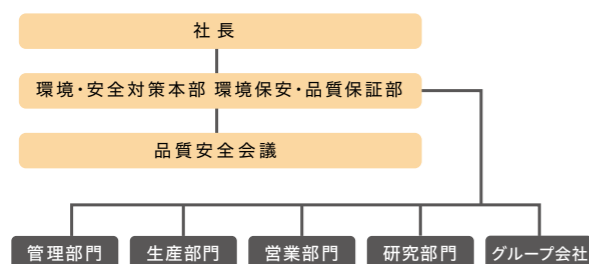 社長
環境・安全対策本部 環境保安・品質保証部
品質安全会議
管理部門
生産部門
営業部門
研究部門
グループ会社